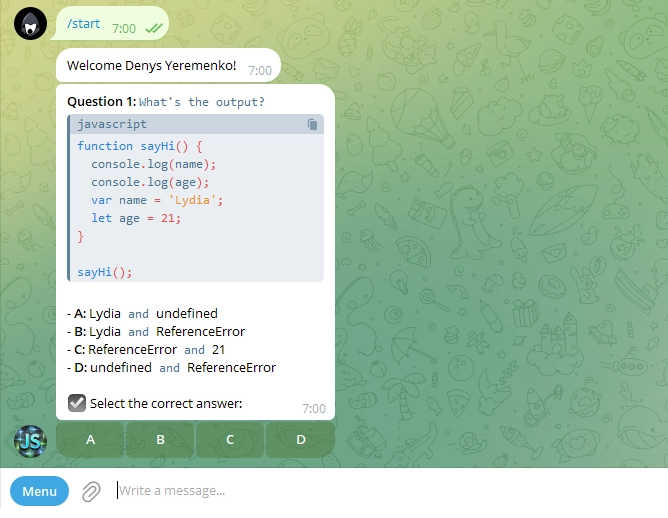 /start 7:00
Welcome Denys Yeremenko! 7:00
Question 1: What's the output?
javascript
function sayHi() {
  console.log(name);
  console.log(age);
  var name = 'Lydia';
  let age = 21;
}

sayHi();
- A: Lydia and undefined
- B: Lydia and ReferenceError
- C: ReferenceError and 21
- D: undefined and ReferenceError
Select the correct answer: 7:00
JS
A B C D
Menu Write a message...